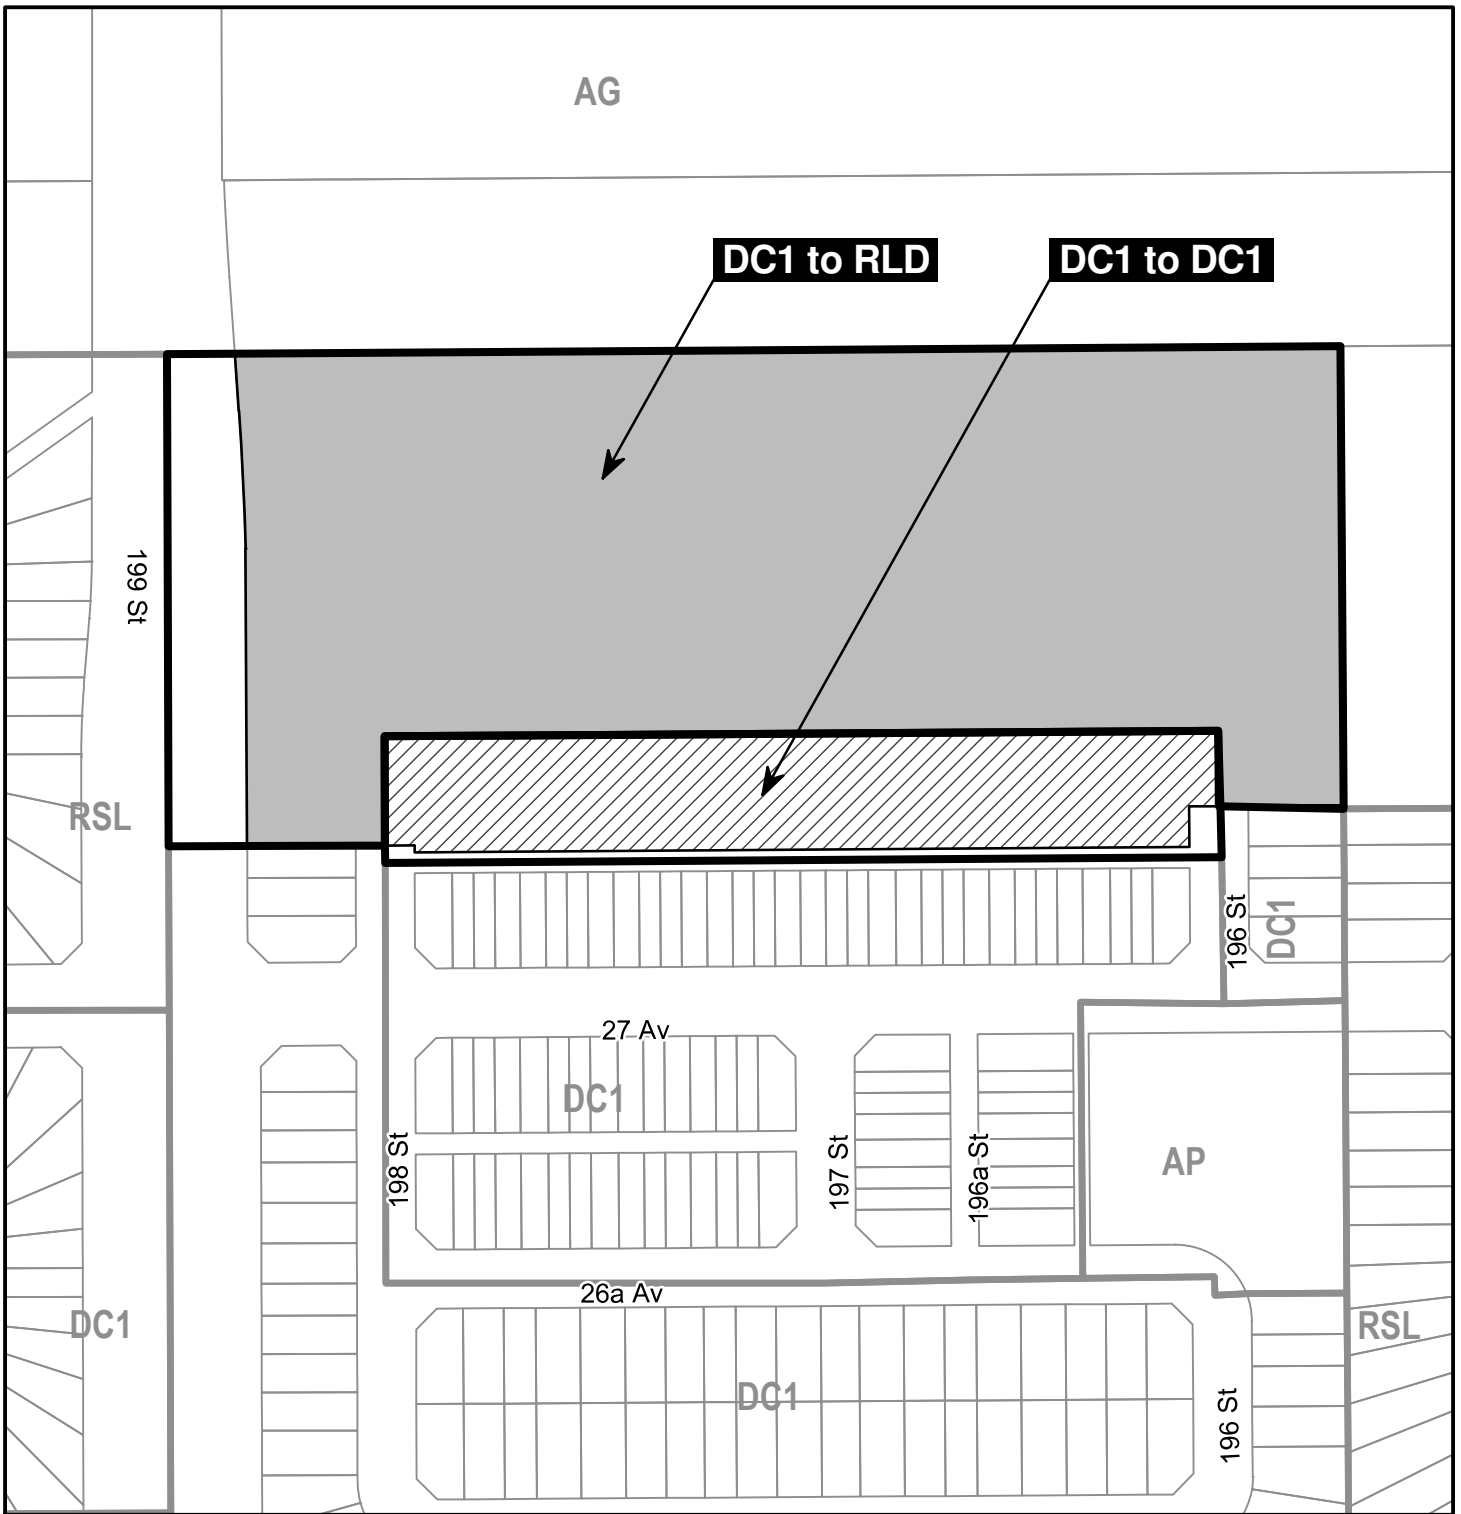 AG
DC1 to RLD
DC1 to DC1
199 St
RSL
196 St
DC1
27 Av
DC1
198 St
197 St
196a St
AP
26a Av
DC1
RSL
DC1
196 St